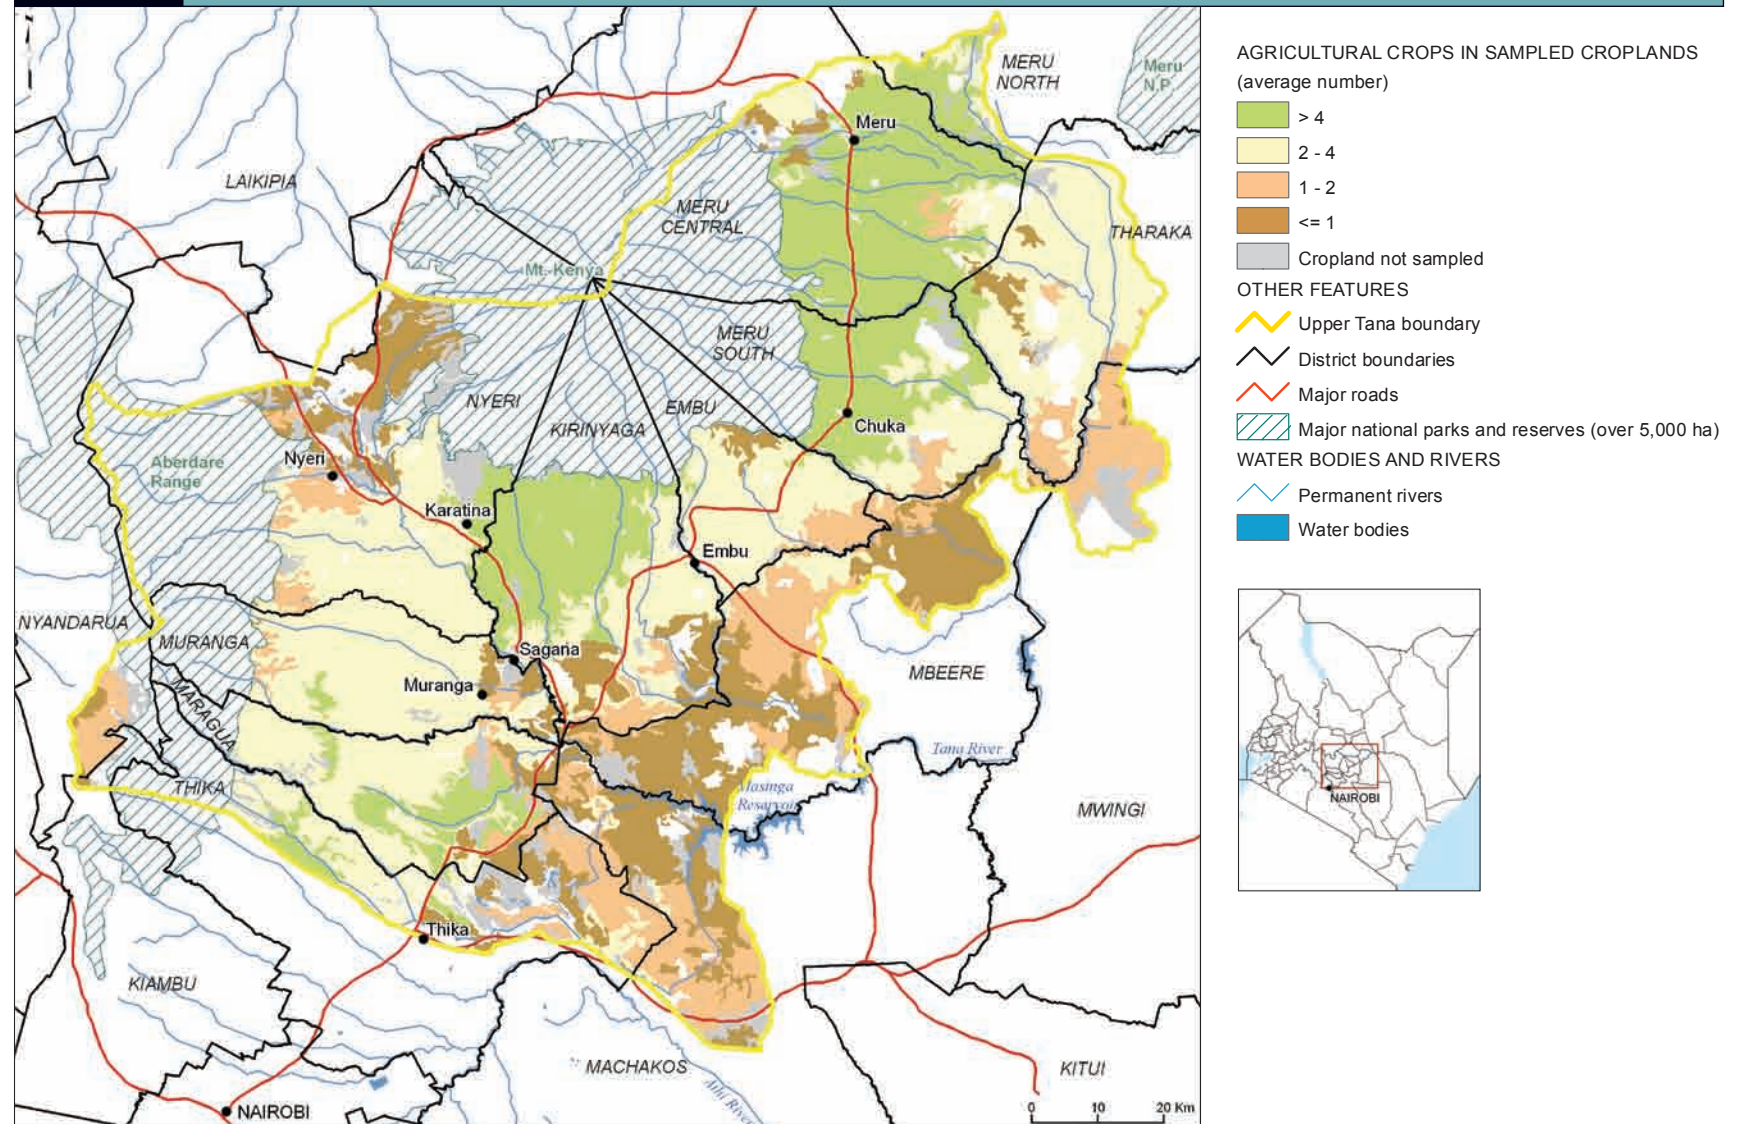 MERU
NORTH
Meru
N.P.
Meru
LAIKIPIA
MERU
CENTRAL
THARAKA
Mt. Kenya
MERU
SOUTH
NYERI
EMBU
KIRINYAGA
Chuka
Nyeri
Aberdare
Range
Karatina
Embu
NYANDARUA
MURANGA
Sagana
MBEERE
Muranga
MARAGUA
Tana River
THIKA
Masinga
Reservoir
MWINGI
Thika
KIAMBU
MACHAKOS
KITUI
Athi River
NAIROBI
0 10 20 Km
AGRICULTURAL CROPS IN SAMPLED CROPLANDS
(average number)
> 4
2 - 4
1 - 2
<= 1
Cropland not sampled
OTHER FEATURES
Upper Tana boundary
District boundaries
Major roads
Major national parks and reserves (over 5,000 ha)
WATER BODIES AND RIVERS
Permanent rivers
Water bodies
NAIROBI